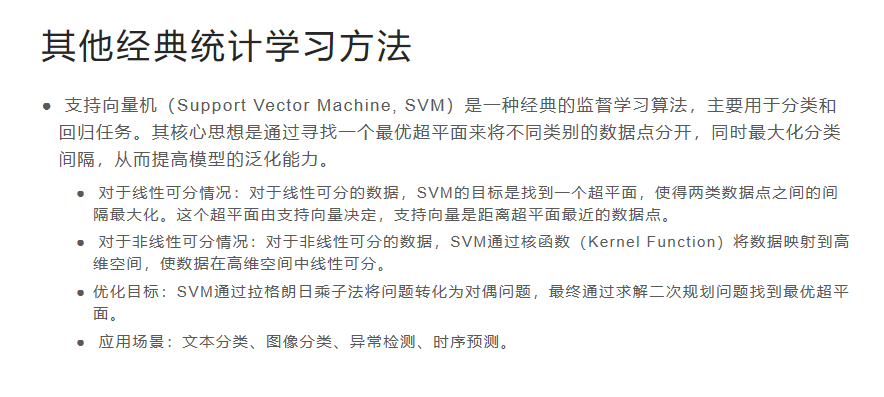 其他经典统计学习方法
● 支持向量机（Support Vector Machine, SVM）是一种经典的监督学习算法，主要用于分类和
回归任务。其核心思想是通过寻找一个最优超平面来将不同类别的数据点分开，同时最大化分类
间隔，从而提高模型的泛化能力。
● 对于线性可分情况：对于线性可分的数据，SVM的目标是找到一个超平面，使得两类数据点之间的间
隔最大化。这个超平面由支持向量决定，支持向量是距离超平面最近的数据点。
● 对于非线性可分情况：对于非线性可分的数据，SVM通过核函数（Kernel Function）将数据映射到高
维空间，使数据在高维空间中线性可分。
● 优化目标：SVM通过拉格朗日乘子法将问题转化为对偶问题，最终通过求解二次规划问题找到最优超平
面。
● 应用场景：文本分类、图像分类、异常检测、时序预测。